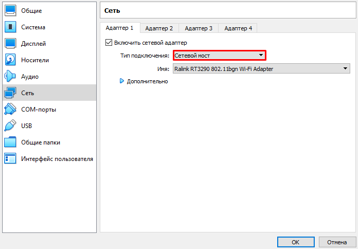 Общие
Система
Дисплей
Носители
Аудио
Сеть
COM-порты
USB
Общие папки
Интерфейс пользователя
Сеть
Адаптер 1
Адаптер 2
Адаптер 3
Адаптер 4
Включить сетевой адаптер
Тип подключения: Сетевой мост
Имя: Ralink RT3290 802.11bgn Wi-Fi Adapter
Дополнительно
OK
Отмена